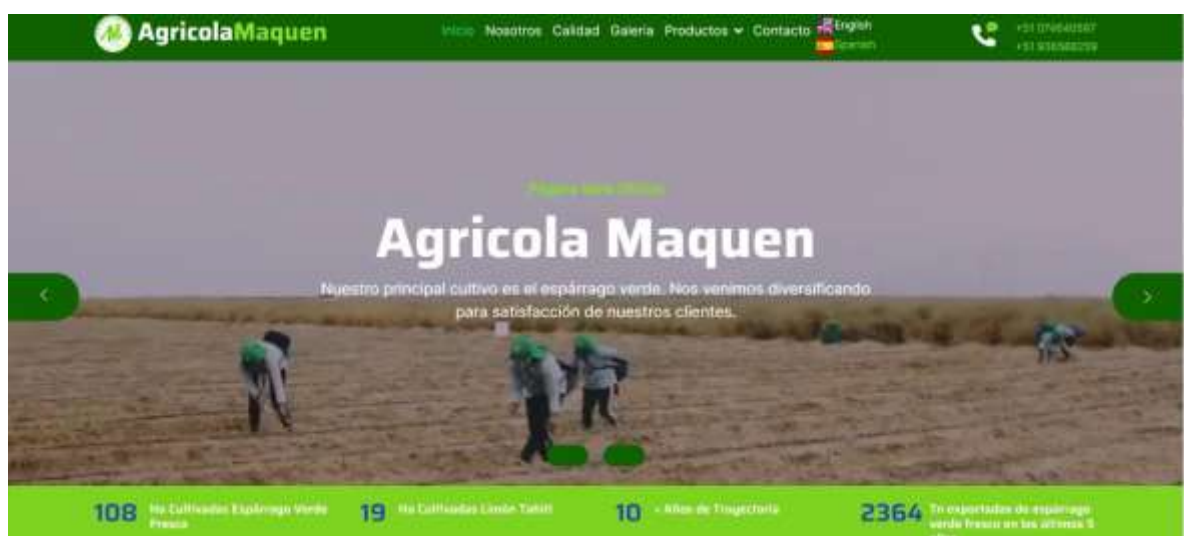 AgricolaMaquen
Inicio Nosotros Calidad Galeria Productos Contacto English
Spanish
Agricola Maquen
Nuestro principal cultivo es el espárrago verde. Nos venimos diversificando
para satisfacción de nuestros clientes.
108 Ha Cultivadas Espárrago Verde
Fresco
19 Ha Cultivadas Limón Tahití
10 + Años de Trayectoria
2364 Tn exportadas de espárrago
verde fresco en los últimos 5